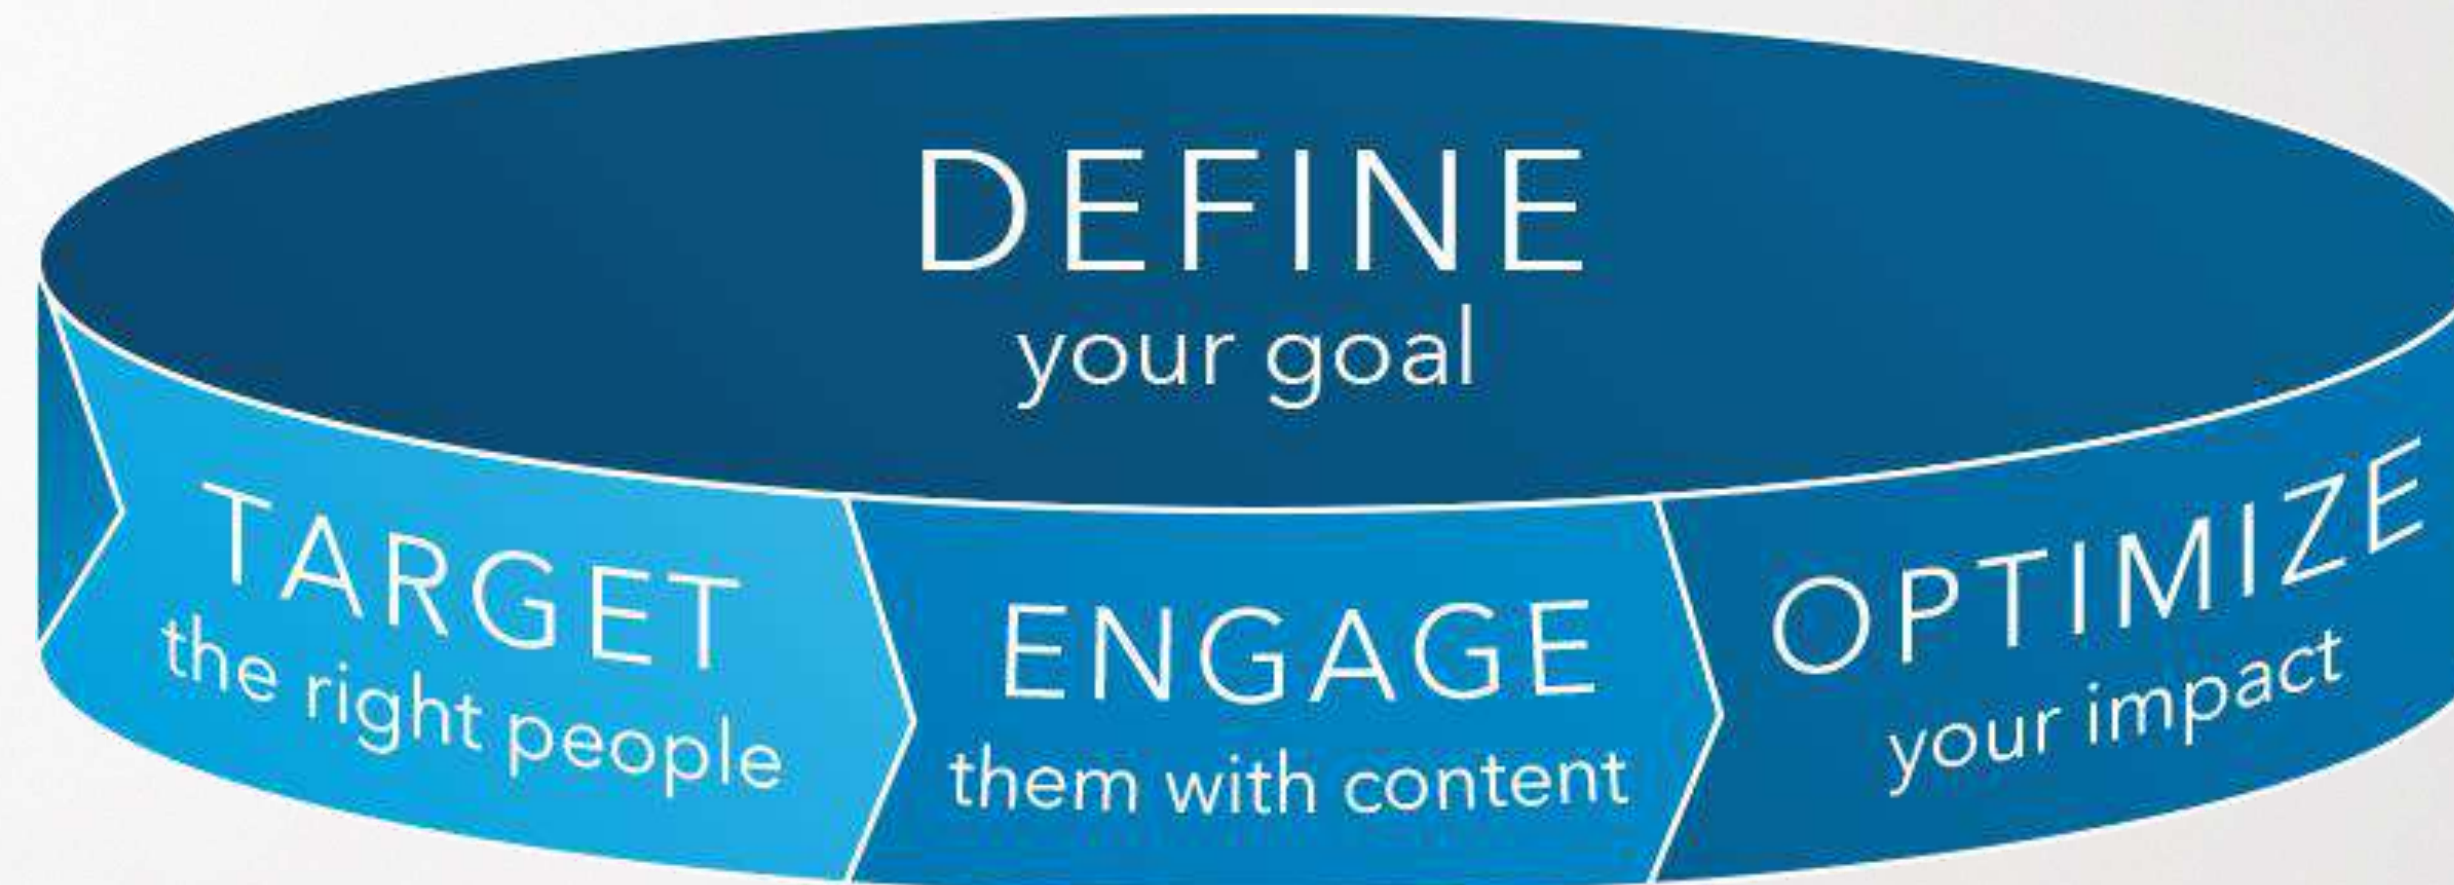 DEFINE
your goal
TARGET
the right people
ENGAGE
them with content
OPTIMIZE
your impact